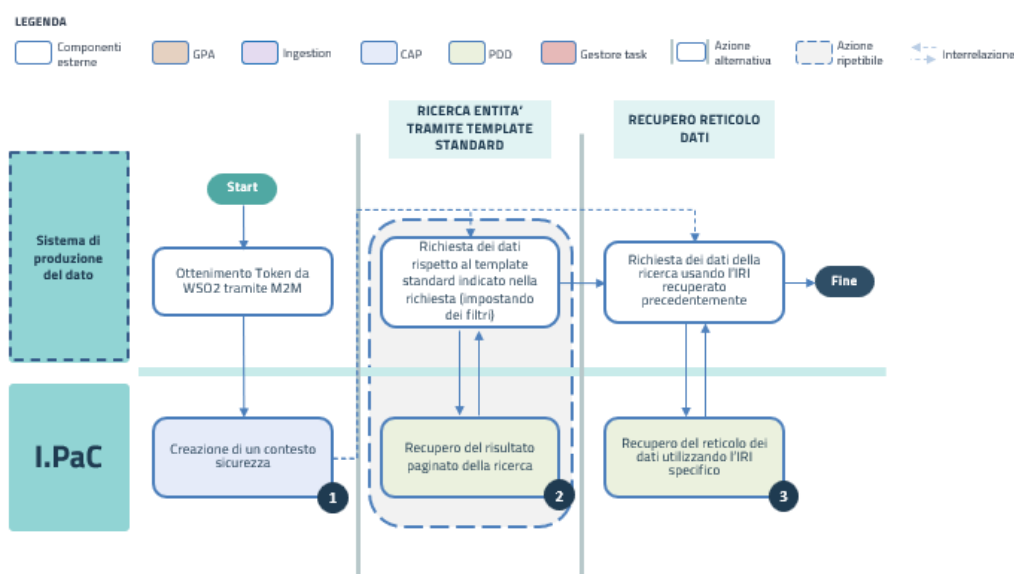 LEGENDA
Componenti
esterne
GPA
Ingestion
CAP
PDD
Gestore task
Azione
alternativa
Azione
ripetibile
Interrelazione
RICERCA ENTITA’
TRAMITE TEMPLATE
STANDARD
RECUPERO RETICOLO
DATI
Sistema di
produzione
del dato
Start
Ottenimento Token da
WSO2 tramite M2M
Richiesta dei dati
rispetto al template
standard indicato nella
richiesta (impostando
dei filtri)
Richiesta dei dati della
ricerca usando l’IRI
recuperato
precedentemente
Fine
I.PaC
Creazione di un contesto
sicurezza
1
Recupero del risultato
paginato della ricerca
2
Recupero del reticolo dei
dati utilizzando l’IRI
specifico
3